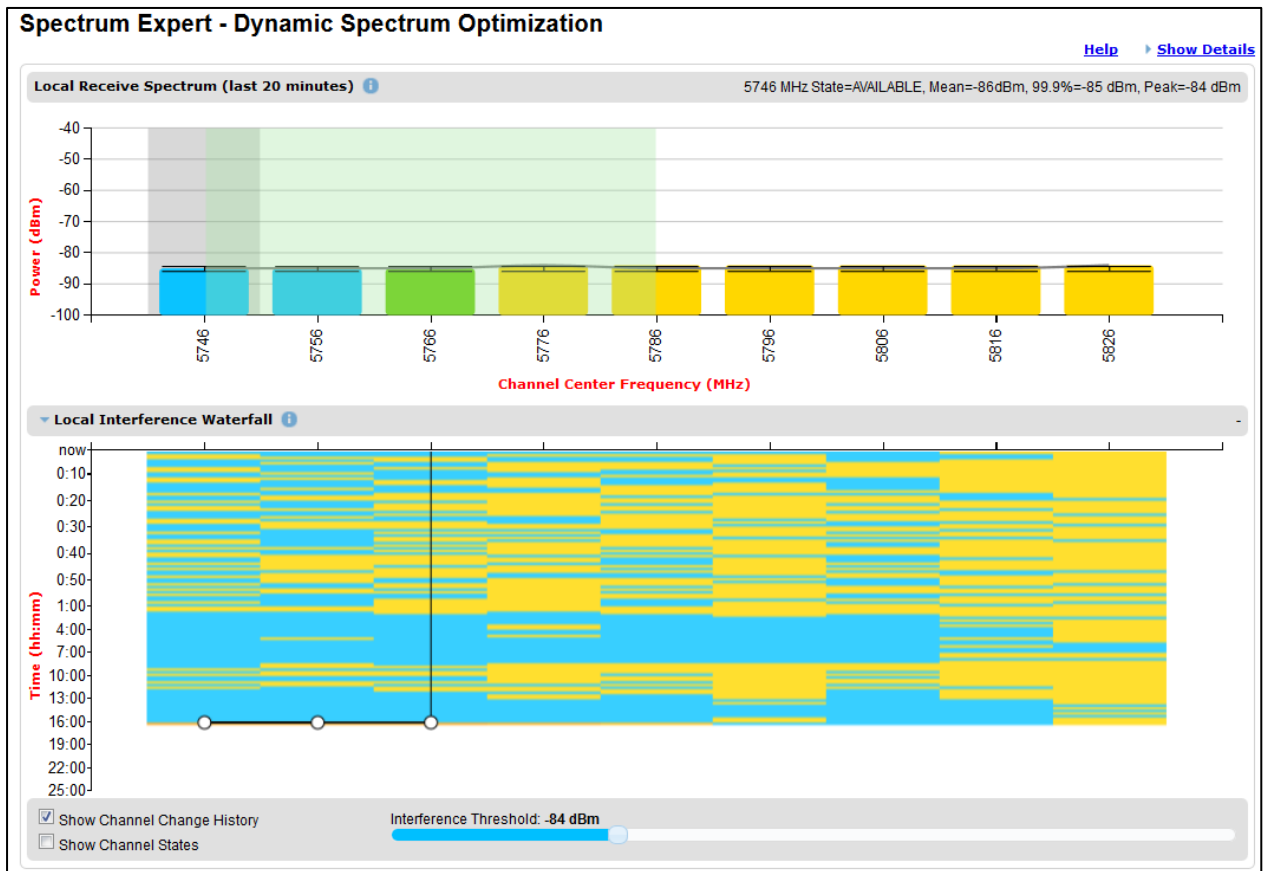 Spectrum Expert - Dynamic Spectrum Optimization
Help Show Details
Local Receive Spectrum (last 20 minutes) i 5746 MHz State=AVAILABLE, Mean=-86dBm, 99.9%=-85 dBm, Peak=-84 dBm
-40
-50
-60
-70
-80
-90
-100
Power (dBm)
5746 5756 5766 5776 5786 5796 5806 5816 5826
Channel Center Frequency (MHz)
Local Interference Waterfall i -
now
0:10
0:20
0:30
0:40
0:50
1:00
4:00
7:00
10:00
13:00
16:00
19:00
22:00
25:00
Time (hh:mm)
Show Channel Change History Interference Threshold: -84 dBm
Show Channel States